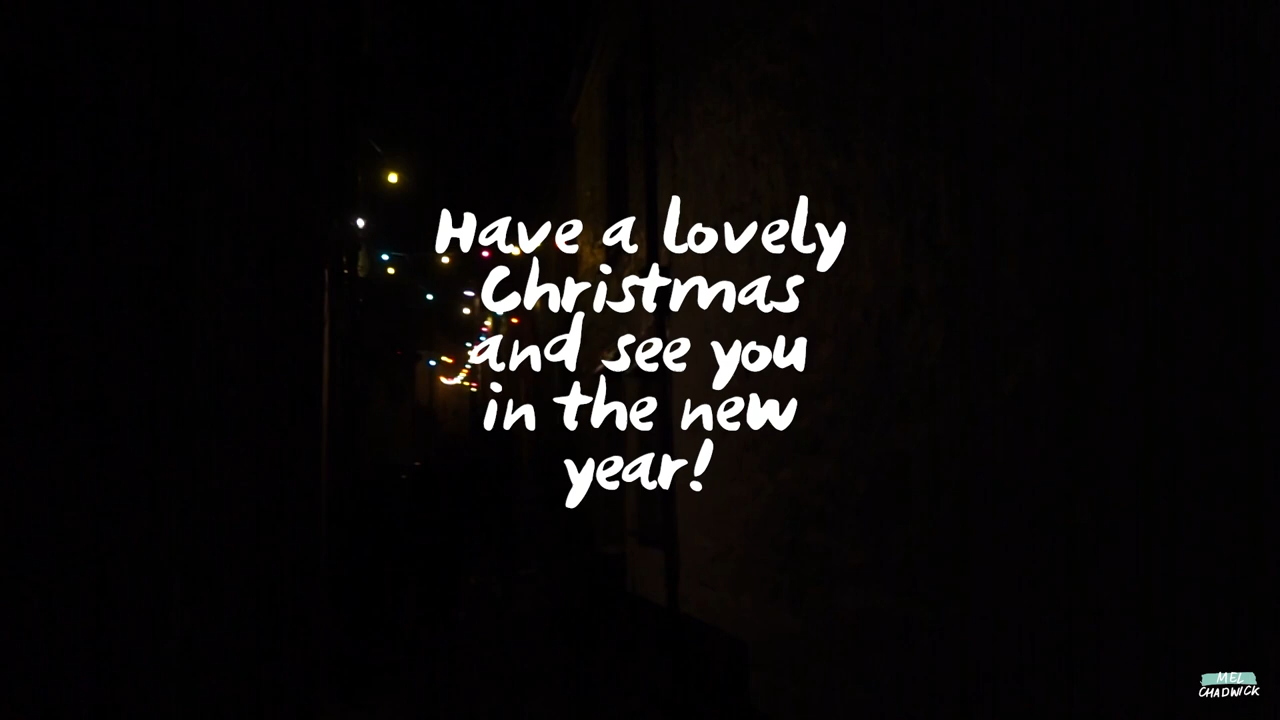 Have a lovely
Christmas
and see you
in the new
year!
MEL
CHADWICK